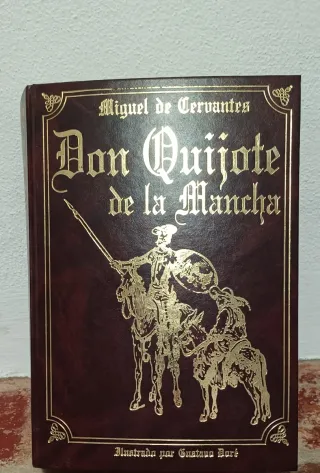 Miguel de Cervantes
Don Quijote
de la Mancha
Ilustrado por Gustavo Doré